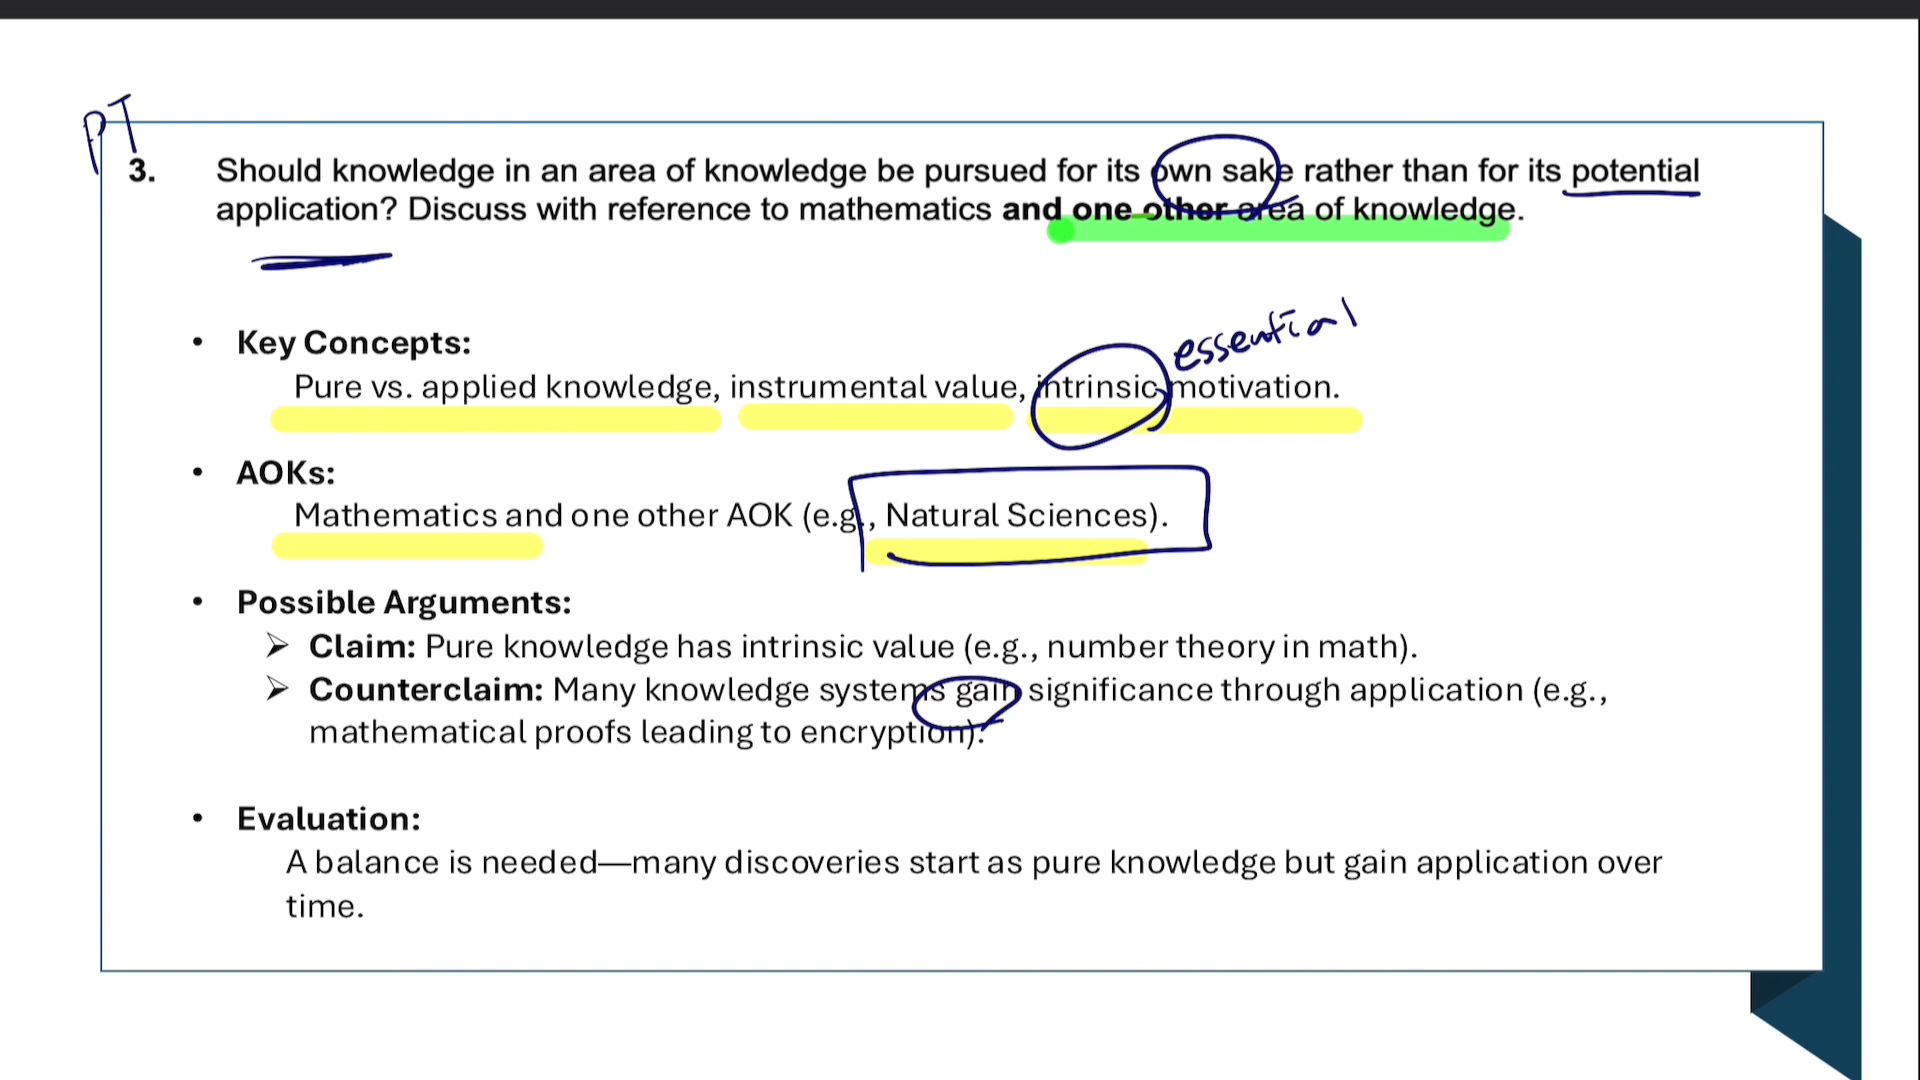 PT
3. Should knowledge in an area of knowledge be pursued for its own sake rather than for its potential
application? Discuss with reference to mathematics and one other area of knowledge.
essential
• Key Concepts:
Pure vs. applied knowledge, instrumental value, intrinsic motivation.
• AOKs:
Mathematics and one other AOK (e.g., Natural Sciences).
• Possible Arguments:
➢ Claim: Pure knowledge has intrinsic value (e.g., number theory in math).
➢ Counterclaim: Many knowledge systems gain significance through application (e.g.,
mathematical proofs leading to encryption).
• Evaluation:
A balance is needed—many discoveries start as pure knowledge but gain application over
time.